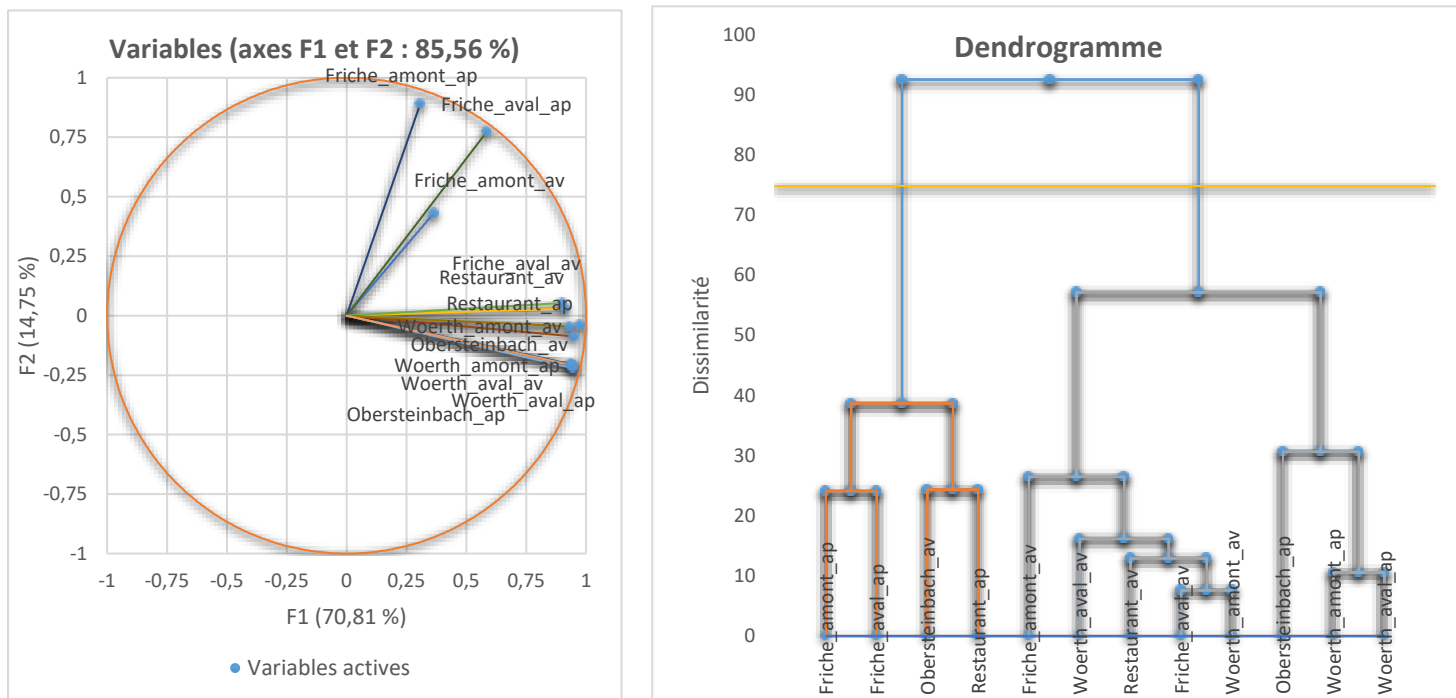 Variables (axes F1 et F2 : 85,56 %)
Friche_amont_ap
Friche_aval_ap
Friche_amont_av
Friche_aval_av
Restaurant_av
Restaurant_ap
Woerth_amont_av
Obersteinbach_av
Woerth_amont_ap
Woerth_aval_av
Woerth_aval_ap
Obersteinbach_ap
1
0,75
0,5
0,25
0
-0,25
-0,5
-0,75
-1
F2 (14,75 %)
-1 -0,75 -0,5 -0,25 0 0,25 0,5 0,75 1
F1 (70,81 %)
Variables actives
Dendrogramme
100
90
80
70
60
50
40
30
20
10
0
Dissimilarité
Friche_amont_ap
Friche_aval_ap
Obersteinbach_av
Restaurant_ap
Friche_amont_av
Woerth_aval_av
Restaurant_av
Friche_aval_av
Woerth_amont_av
Obersteinbach_ap
Woerth_amont_ap
Woerth_aval_ap